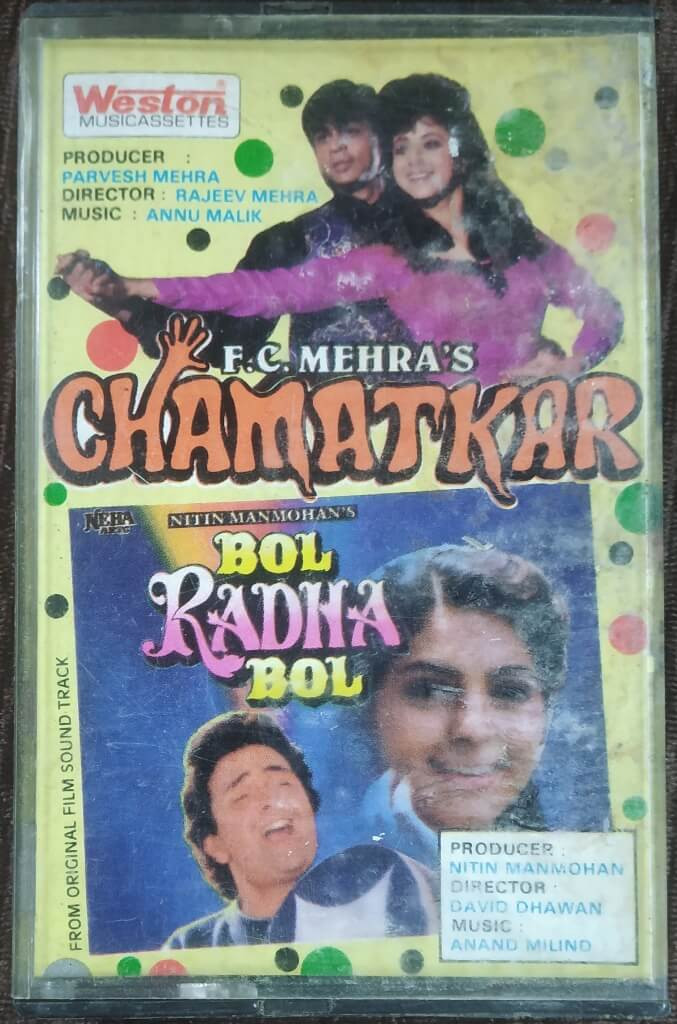 Weston®
MUSICASSETTES
PRODUCER :
PARVESH MEHRA
DIRECTOR : RAJEEV MEHRA
MUSIC : ANNU MALIK
F.C. MEHRA'S
CHAMATKAR
NEHA
ARTS
NITIN MANMOHAN'S
BOL
RADHA
BOL
FROM ORIGINAL FILM SOUND TRACK
PRODUCER :
NITIN MANMOHAN
DIRECTOR :
DAVID DHAWAN
MUSIC :
ANAND MILIND